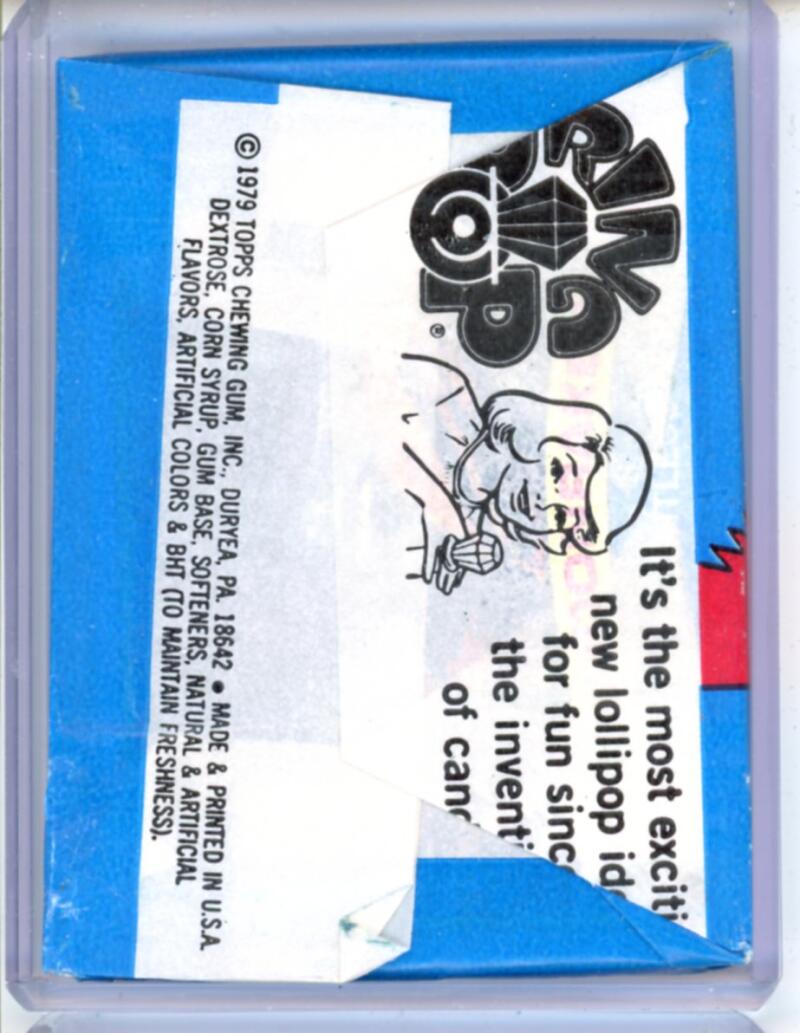 RING
POP
®
It's the most exciti
new lollipop id
for fun sinc
the inventi
of can
© 1979 TOPPS CHEWING GUM, INC., DURYEA, PA. 18642 ● MADE & PRINTED IN U.S.A.
DEXTROSE, CORN SYRUP, GUM BASE, SOFTENERS, NATURAL & ARTIFICIAL
FLAVORS, ARTIFICIAL COLORS & BHT (TO MAINTAIN FRESHNESS).